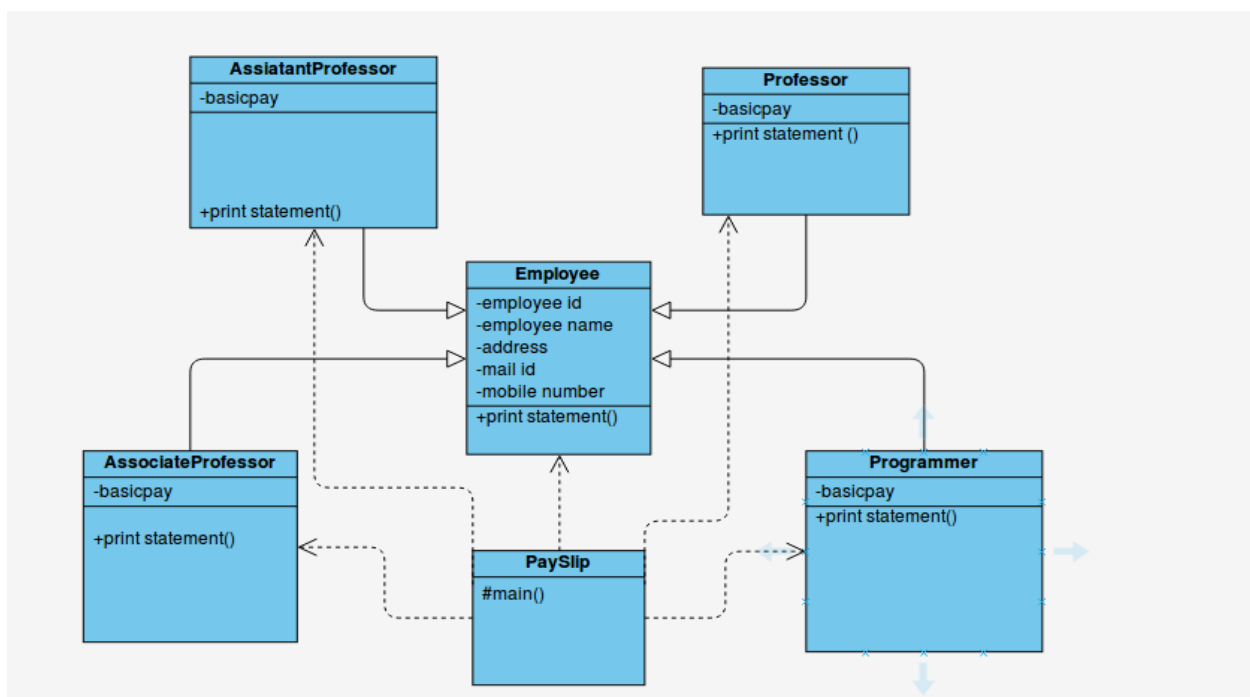 AssiatantProfessor
-basicpay
+print statement()
Professor
-basicpay
+print statement ()
Employee
-employee id
-employee name
-address
-mail id
-mobile number
+print statement()
AssociateProfessor
-basicpay
+print statement()
PaySlip
#main()
Programmer
-basicpay
+print statement()